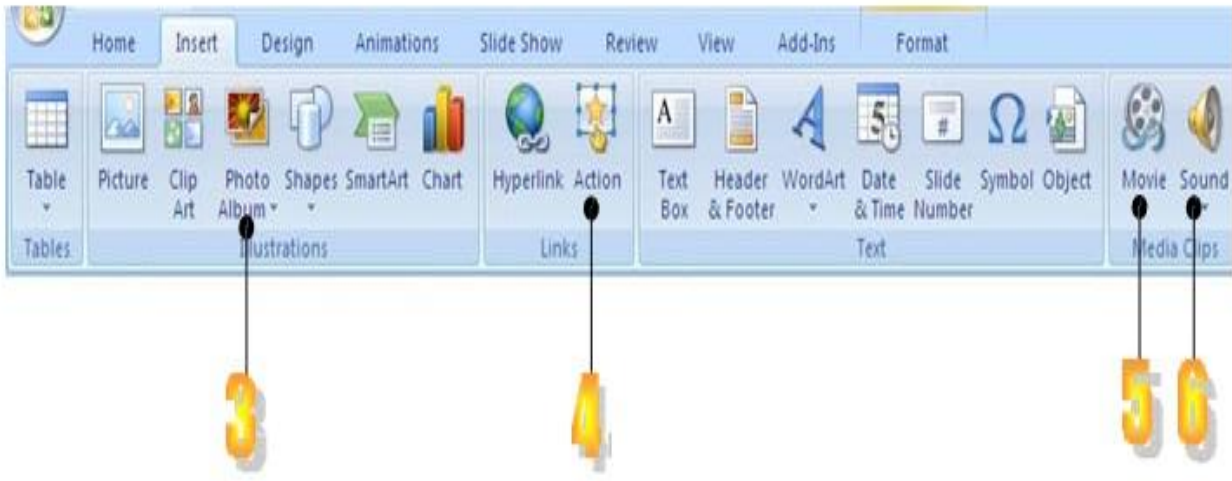 Home Insert Design Animations Slide Show Review View Add-Ins Format
Table Picture Clip Art Photo Album Shapes SmartArt Chart Hyperlink Action Text Box Header & Footer WordArt Date & Time Slide Number Symbol Object Movie Sound
Tables Illustrations Links Text Media Clips
3 4 5 6